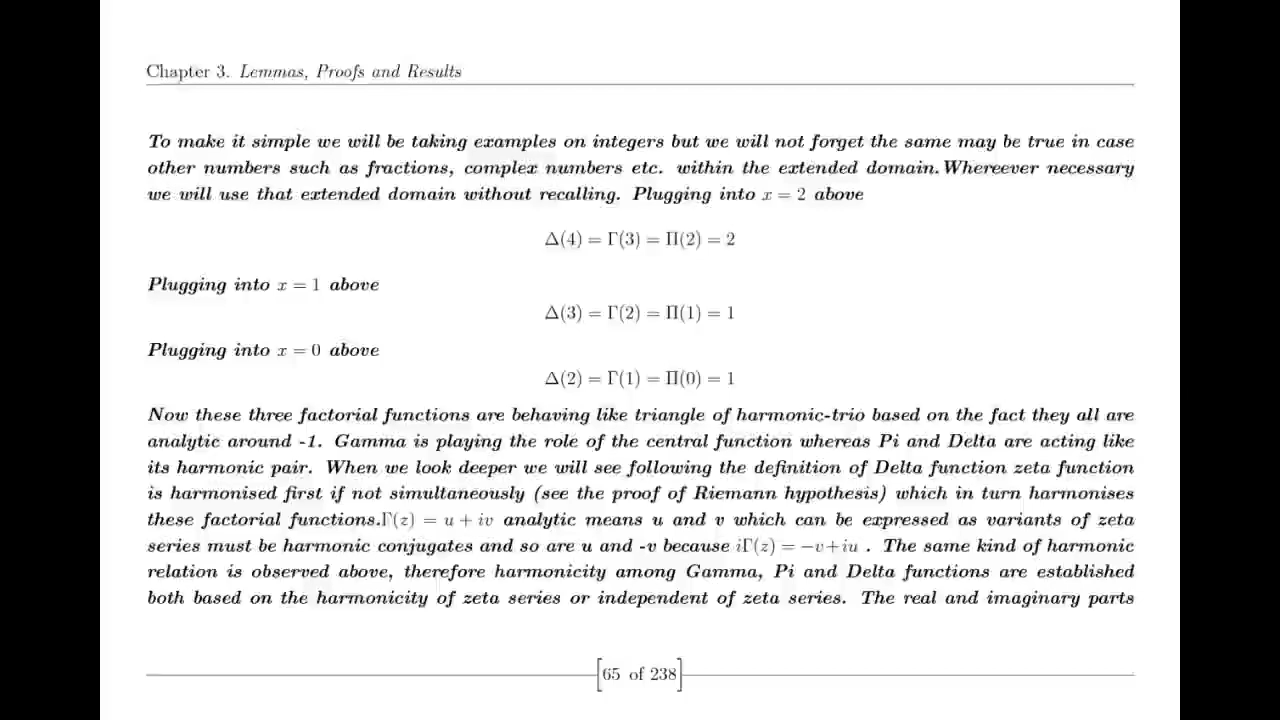 Chapter 3. Lemmas, Proofs and Results
To make it simple we will be taking examples on integers but we will not forget the same may be true in case
other numbers such as fractions, complex numbers etc. within the extended domain.Whereever necessary
we will use that extended domain without recalling. Plugging into x = 2 above
Δ(4) = Γ(3) = Π(2) = 2
Plugging into x = 1 above
Δ(3) = Γ(2) = Π(1) = 1
Plugging into x = 0 above
Δ(2) = Γ(1) = Π(0) = 1
Now these three factorial functions are behaving like triangle of harmonic-trio based on the fact they all are
analytic around -1. Gamma is playing the role of the central function whereas Pi and Delta are acting like
its harmonic pair. When we look deeper we will see following the definition of Delta function zeta function
is harmonised first if not simultaneously (see the proof of Riemann hypothesis) which in turn harmonises
these factorial functions.Γ(z) = u + iv analytic means u and v which can be expressed as variants of zeta
series must be harmonic conjugates and so are u and -v because iΓ(z) = −v+iu . The same kind of harmonic
relation is observed above, therefore harmonicity among Gamma, Pi and Delta functions are established
both based on the harmonicity of zeta series or independent of zeta series. The real and imaginary parts
[65 of 238]